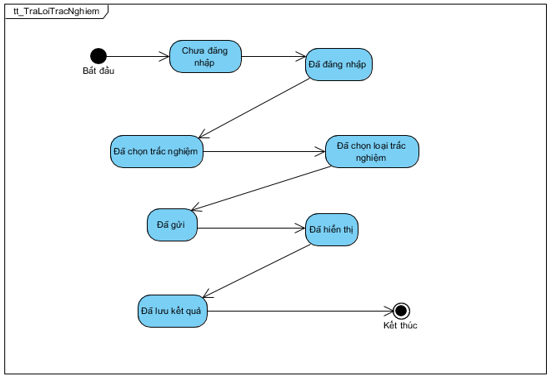 tt_TraLoiTracNghiem
Bắt đầu
Chưa đăng
nhập
Đã đăng nhập
Đã chọn trắc nghiệm
Đã chọn loại trắc
nghiệm
Đã gửi
Đã hiển thị
Đã lưu kết quả
Kết thúc